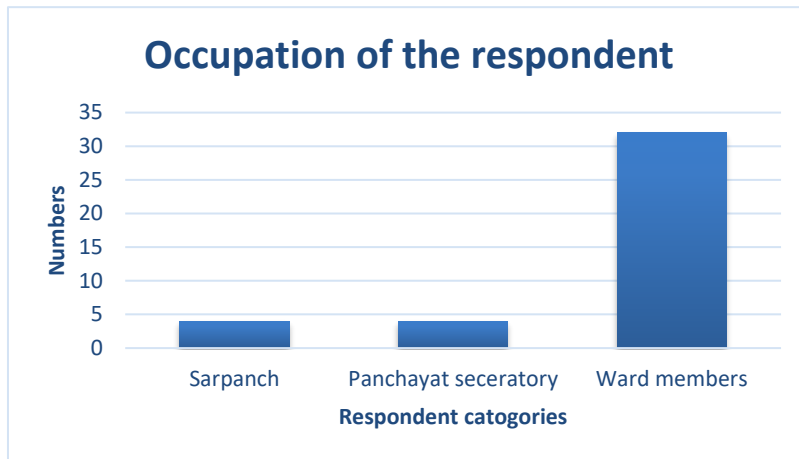 Occupation of the respondent
35
30
25
20
15
10
5
0
Numbers
Sarpanch
Panchayat seceratory
Ward members
Respondent catogories